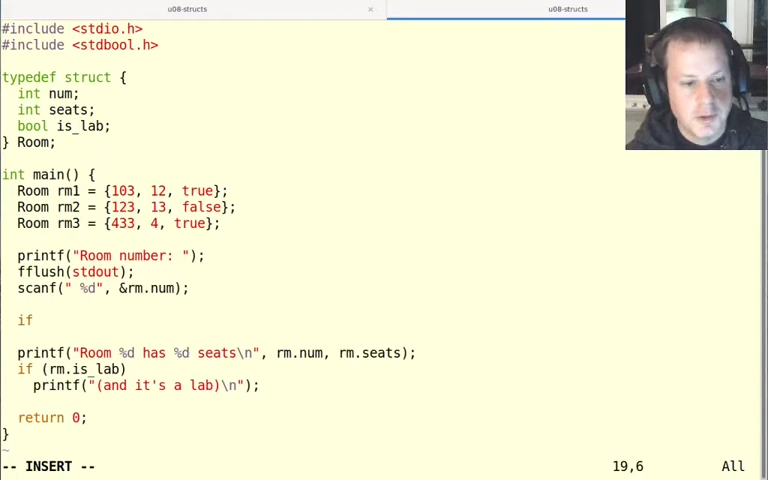 u08-structs × u08-structs
#include <stdio.h>
#include <stdbool.h>
typedef struct {
int num;
int seats;
bool is_lab;
} Room;
int main() {
Room rm1 = {103, 12, true};
Room rm2 = {123, 13, false};
Room rm3 = {433, 4, true};
printf("Room number: ");
fflush(stdout);
scanf(" %d", &rm.num);
if
printf("Room %d has %d seats\n", rm.num, rm.seats);
if (rm.is_lab)
printf("(and it's a lab)\n");
return 0;
}
~
-- INSERT -- 19,6 All